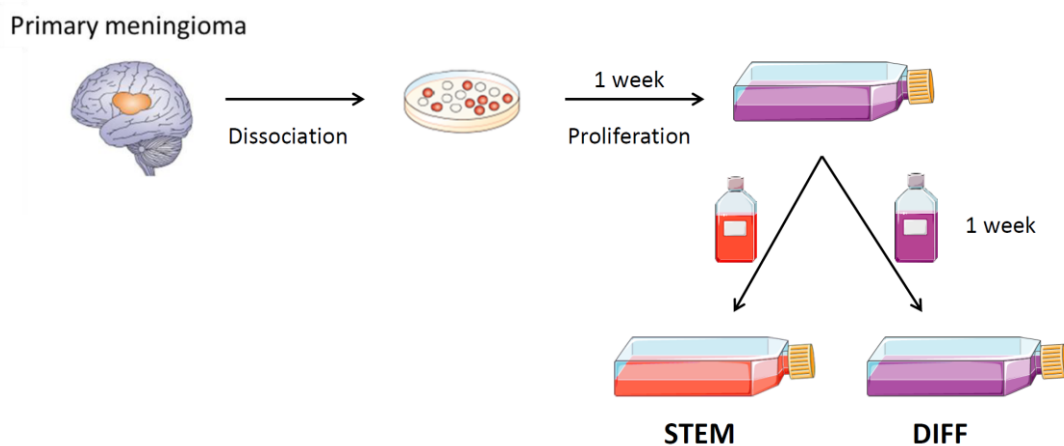 Primary meningioma
Dissociation
1 week
Proliferation
1 week
STEM
DIFF